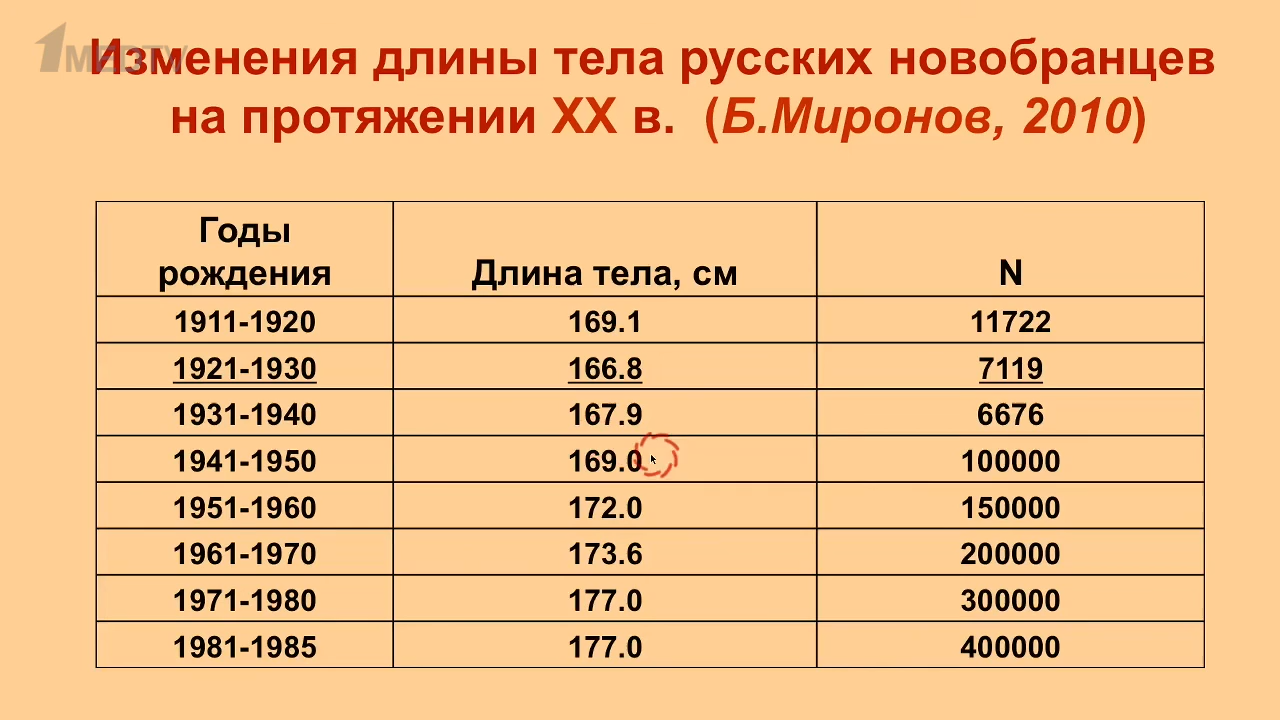 1МЕДТV
Изменения длины тела русских новобранцев
на протяжении XX в. (Б.Миронов, 2010)
Годы
рождения Длина тела, см N
1911-1920 169.1 11722
1921-1930 166.8 7119
1931-1940 167.9 6676
1941-1950 169.0 100000
1951-1960 172.0 150000
1961-1970 173.6 200000
1971-1980 177.0 300000
1981-1985 177.0 400000